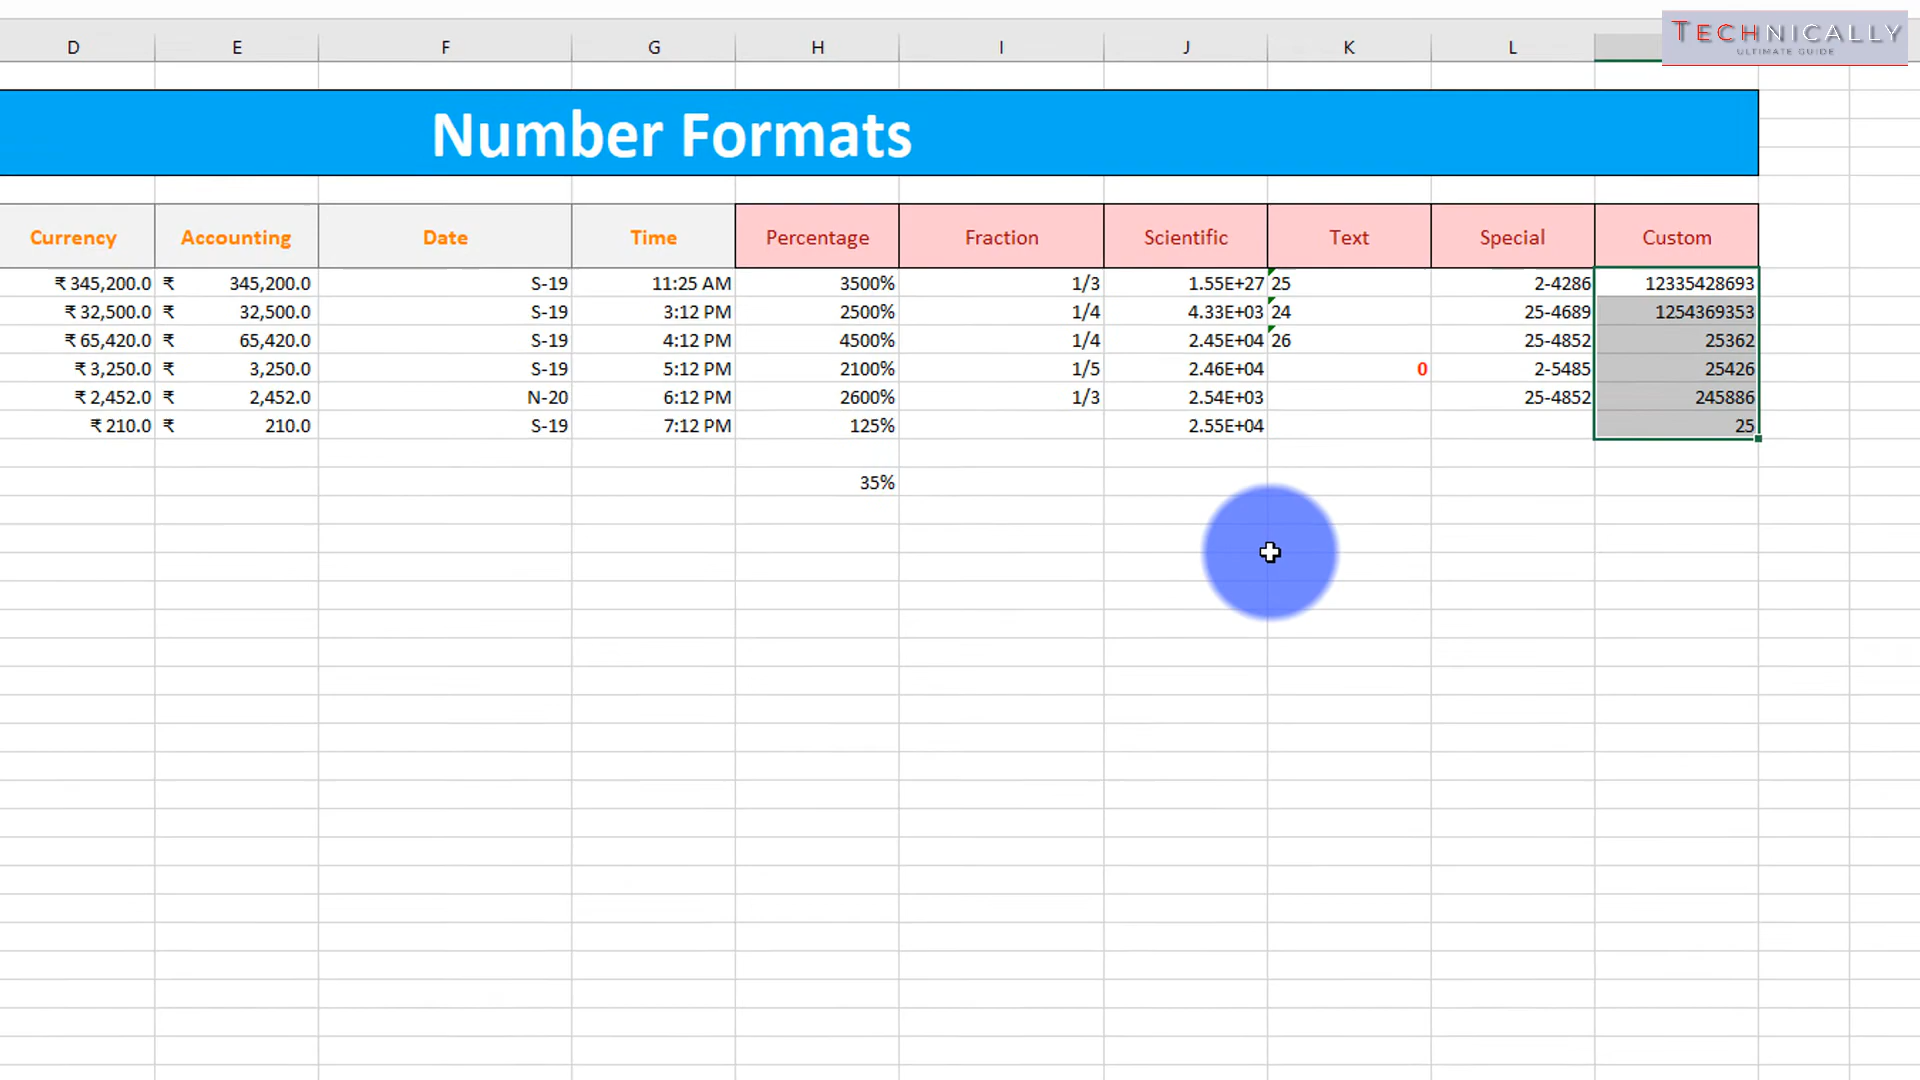 TECHNICALLY
ULTIMATE GUIDE
D E F G H I J K L
Number Formats
Currency Accounting Date Time Percentage Fraction Scientific Text Special Custom
₹ 345,200.0 ₹ 345,200.0 S-19 11:25 AM 3500% 1/3 1.55E+27 25 2-4286 12335428693
₹ 32,500.0 ₹ 32,500.0 S-19 3:12 PM 2500% 1/4 4.33E+03 24 25-4689 1254369353
₹ 65,420.0 ₹ 65,420.0 S-19 4:12 PM 4500% 1/4 2.45E+04 26 25-4852 25362
₹ 3,250.0 ₹ 3,250.0 S-19 5:12 PM 2100% 1/5 2.46E+04 0 2-5485 25426
₹ 2,452.0 ₹ 2,452.0 N-20 6:12 PM 2600% 1/3 2.54E+03 25-4852 245886
₹ 210.0 ₹ 210.0 S-19 7:12 PM 125% 2.55E+04 25
35%